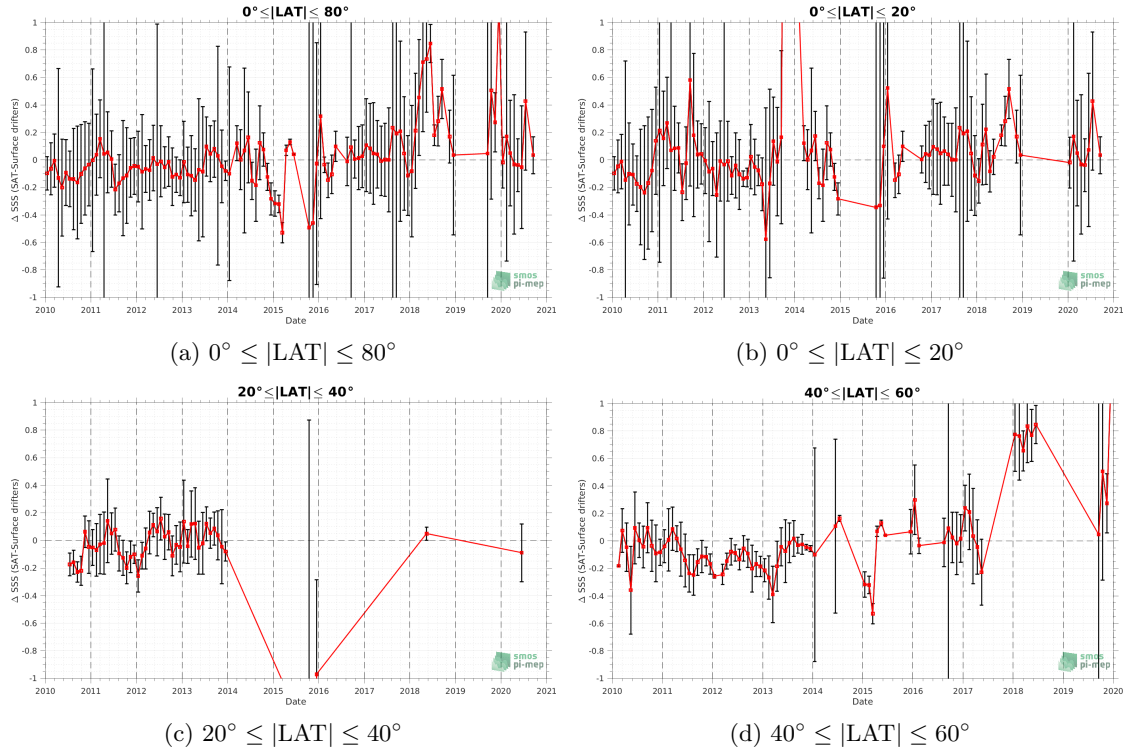 0°≤|LAT|≤ 80°
Δ SSS (SAT-Surface drifters)
1
0.8
0.6
0.4
0.2
0
-0.2
-0.4
-0.6
-0.8
-1
smos
pi-mep
2010 2011 2012 2013 2014 2015 2016 2017 2018 2019 2020 2021
Date
(a) 0° ≤ |LAT| ≤ 80°
0°≤|LAT|≤ 20°
Δ SSS (SAT-Surface drifters)
1
0.8
0.6
0.4
0.2
0
-0.2
-0.4
-0.6
-0.8
-1
smos
pi-mep
2010 2011 2012 2013 2014 2015 2016 2017 2018 2019 2020 2021
Date
(b) 0° ≤ |LAT| ≤ 20°
20°≤|LAT|≤ 40°
Δ SSS (SAT-Surface drifters)
1
0.8
0.6
0.4
0.2
0
-0.2
-0.4
-0.6
-0.8
-1
smos
pi-mep
2010 2011 2012 2013 2014 2015 2016 2017 2018 2019 2020 2021
Date
(c) 20° ≤ |LAT| ≤ 40°
40°≤|LAT|≤ 60°
Δ SSS (SAT-Surface drifters)
1
0.8
0.6
0.4
0.2
0
-0.2
-0.4
-0.6
-0.8
-1
smos
pi-mep
2010 2011 2012 2013 2014 2015 2016 2017 2018 2019 2020
Date
(d) 40° ≤ |LAT| ≤ 60°